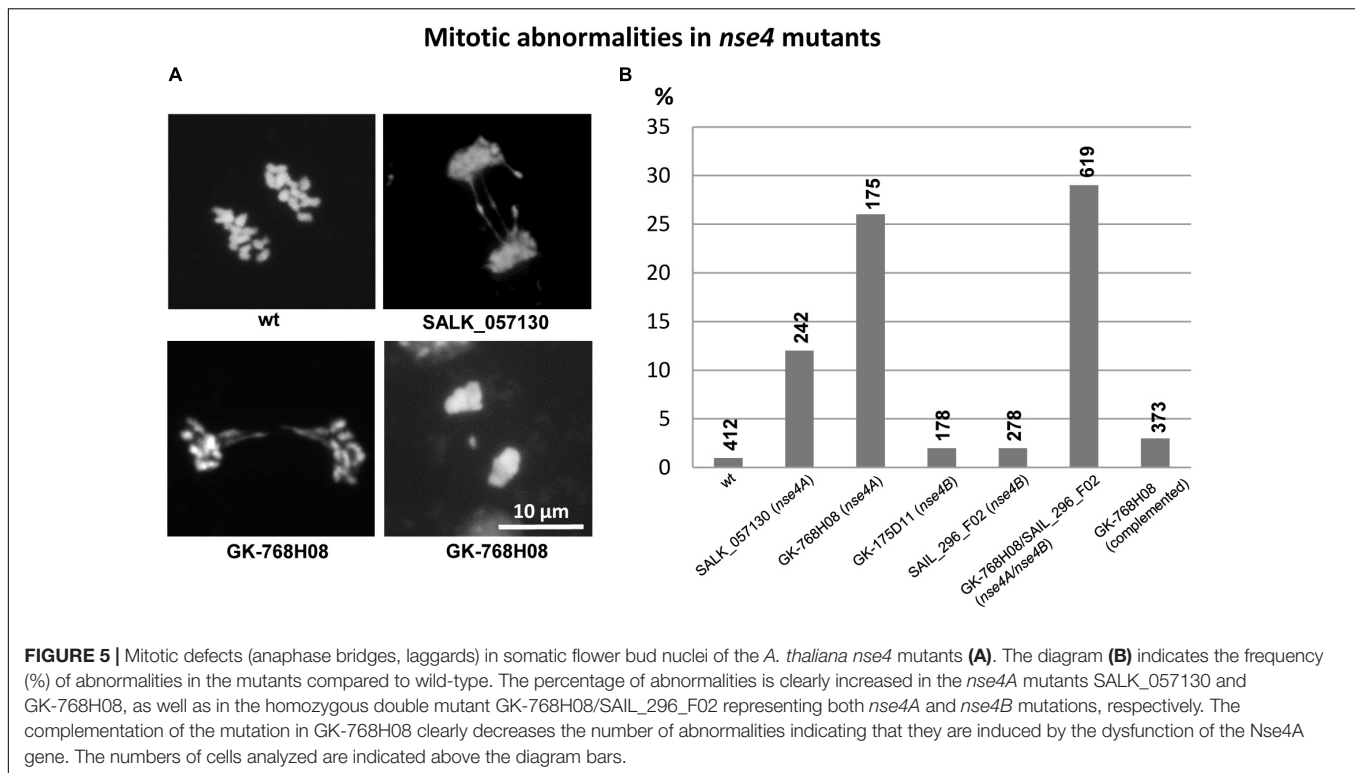 Mitotic abnormalities in nse4 mutants
A
wt
SALK_057130
GK-768H08
10 µm
GK-768H08
B
%
35
30
25
20
15
10
5
0
412
242
175
178
278
619
373
wt
SALK_057130 (nse4A)
GK-768H08 (nse4A)
GK-175D11 (nse4B)
SAIL_296_F02 (nse4B)
GK-768H08/SAIL_296_F02
(nse4A/nse4B)
GK-768H08
(complemented)
FIGURE 5 | Mitotic defects (anaphase bridges, laggards) in somatic flower bud nuclei of the A. thaliana nse4 mutants (A). The diagram (B) indicates the frequency
(%) of abnormalities in the mutants compared to wild-type. The percentage of abnormalities is clearly increased in the nse4A mutants SALK_057130 and
GK-768H08, as well as in the homozygous double mutant GK-768H08/SAIL_296_F02 representing both nse4A and nse4B mutations, respectively. The
complementation of the mutation in GK-768H08 clearly decreases the number of abnormalities indicating that they are induced by the dysfunction of the Nse4A
gene. The numbers of cells analyzed are indicated above the diagram bars.